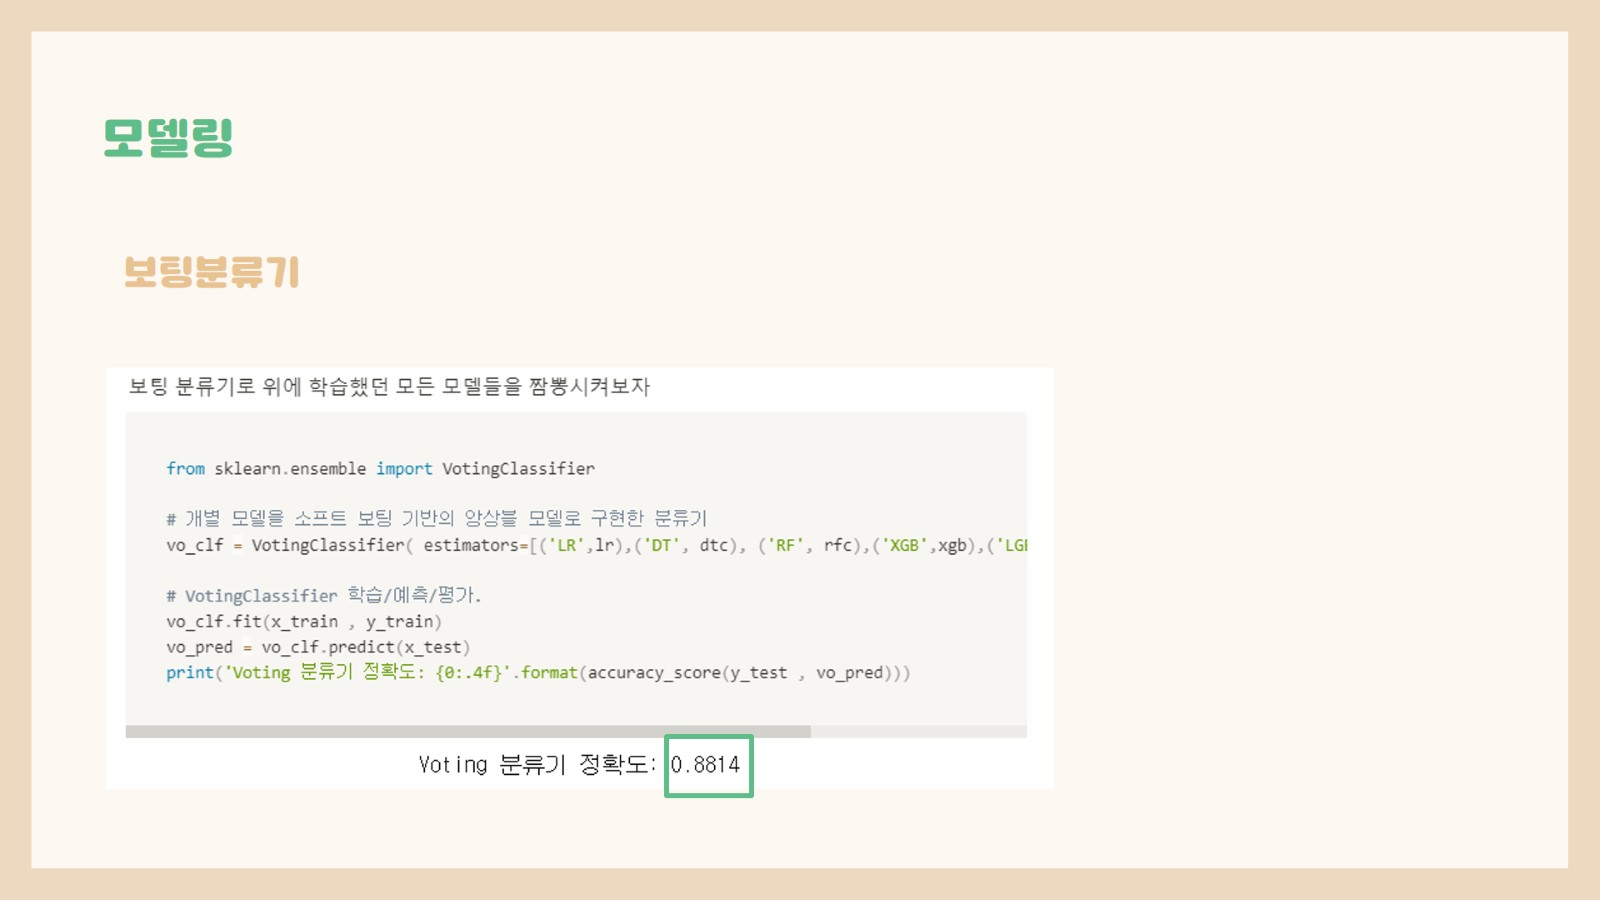 모델링
보팅분류기
보팅 분류기로 위에 학습했던 모든 모델들을 짬뽕시켜보자
from sklearn.ensemble import VotingClassifier
# 개별 모델을 소프트 보팅 기반의 앙상블 모델로 구현한 분류기
vo_clf = VotingClassifier( estimators=[('LR',lr),('DT', dtc), ('RF', rfc),('XGB',xgb),('LG
# VotingClassifier 학습/예측/평가.
vo_clf.fit(x_train , y_train)
vo_pred = vo_clf.predict(x_test)
print('Voting 분류기 정확도: {0:.4f}'.format(accuracy_score(y_test , vo_pred)))
Voting 분류기 정확도: 0.8814